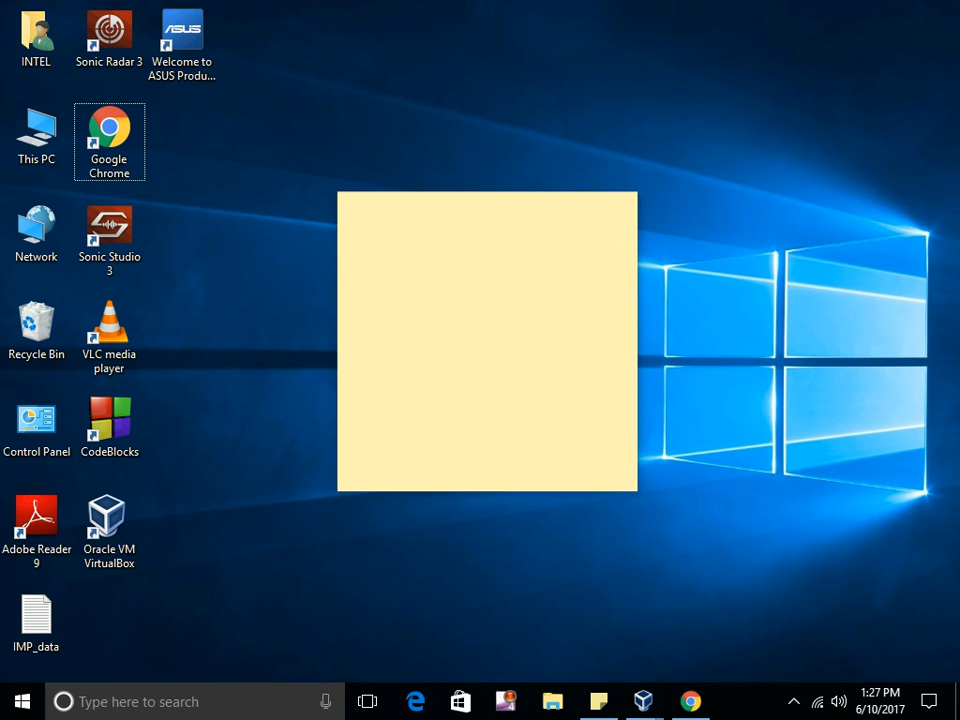 INTEL
Sonic Radar 3
ASUS
Welcome to
ASUS Produ...
This PC
Google
Chrome
Network
Sonic Studio
3
Recycle Bin
VLC media
player
Control Panel
CodeBlocks
Adobe Reader
9
Oracle VM
VirtualBox
IMP_data
Type here to search
1:27 PM
6/10/2017